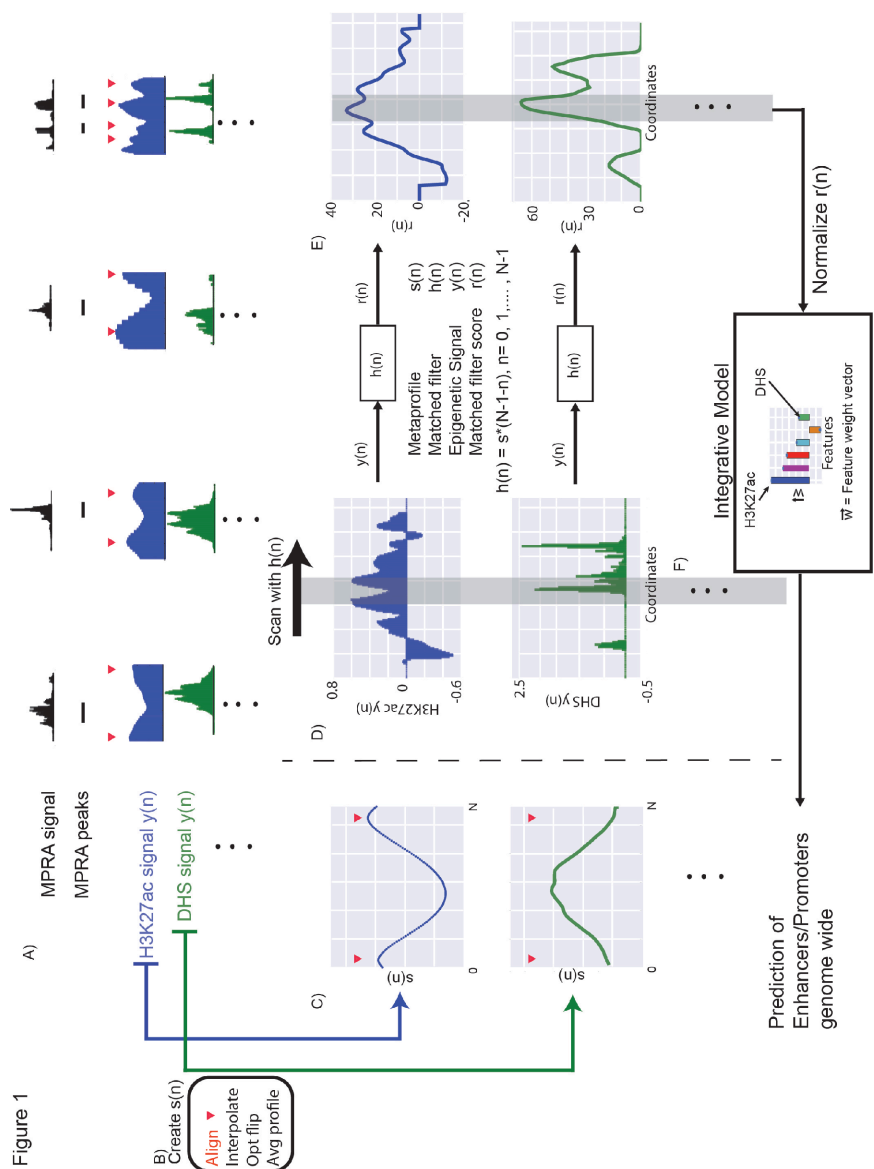 Figure 1
A)
MPRA signal
MPRA peaks
H3K27ac signal y(n)
DHS signal y(n)
B)
Create s(n)
Align
Interpolate
Opt flip
Avg profile
C)
s(n)
s(n)
0
N
0
N
D)
Scan with h(n)
0.8
0
-0.6
H3K27ac y(n)
2.5
-0.5
DHS y(n)
Coordinates
y(n)
h(n)
r(n)
Metaprofile s(n)
Matched filter h(n)
Epigenetic Signal y(n)
Matched filter score r(n)
h(n) = s*(N-1-n), n= 0, 1,.... , N-1
y(n)
h(n)
r(n)
E)
40
20
0
-20,
r(n)
60
30
0
r(n)
Coordinates
F)
Normalize r(n)
Integrative Model
H3K27ac
DHS
w
Features
w = Feature weight vector
Prediction of
Enhancers/Promoters
genome wide